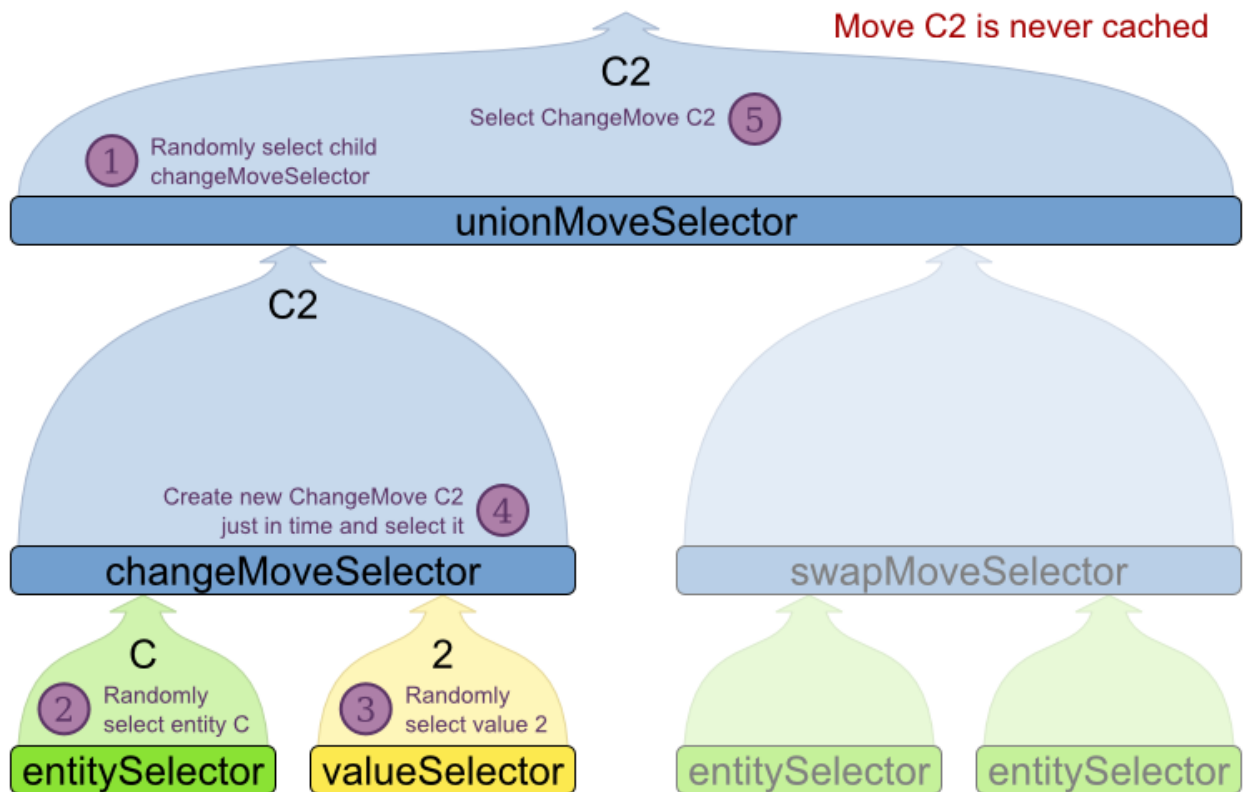 Move C2 is never cached
C2
Select ChangeMove C2 5
1 Randomly select child
changeMoveSelector
unionMoveSelector
C2
Create new ChangeMove C2
just in time and select it 4
changeMoveSelector
swapMoveSelector
C
2 Randomly
select entity C
2
3 Randomly
select value 2
entitySelector
valueSelector
entitySelector
entitySelector